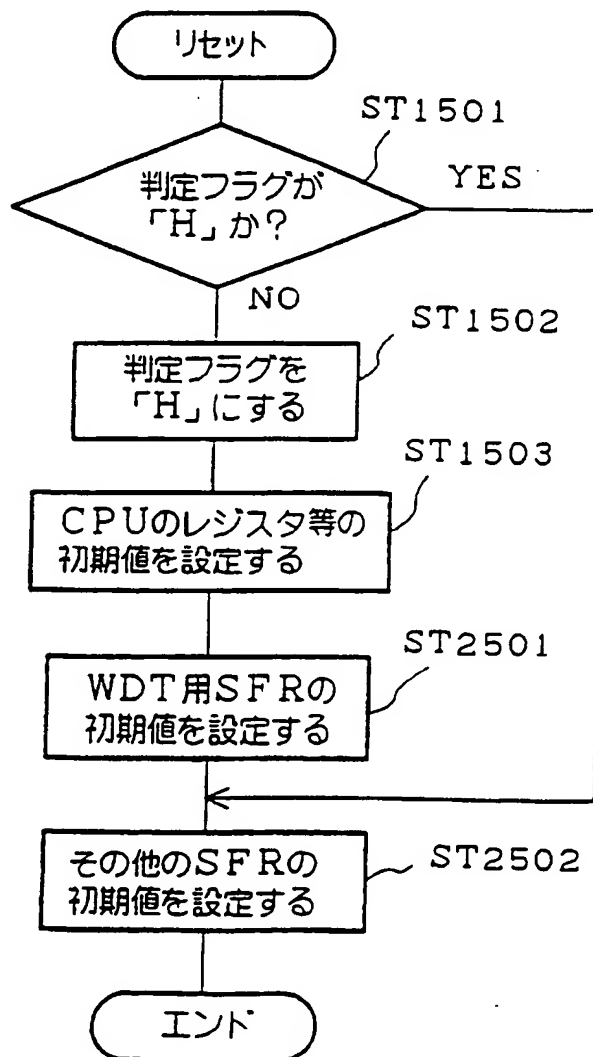 リセット
ST1501
判定フラグが
「H」か?
YES
NO
ST1502
判定フラグを
「H」にする
ST1503
CPUのレジスタ等の
初期値を設定する
ST2501
WDT用SFRの
初期値を設定する
その他のSFRの
初期値を設定する
ST2502
エンド